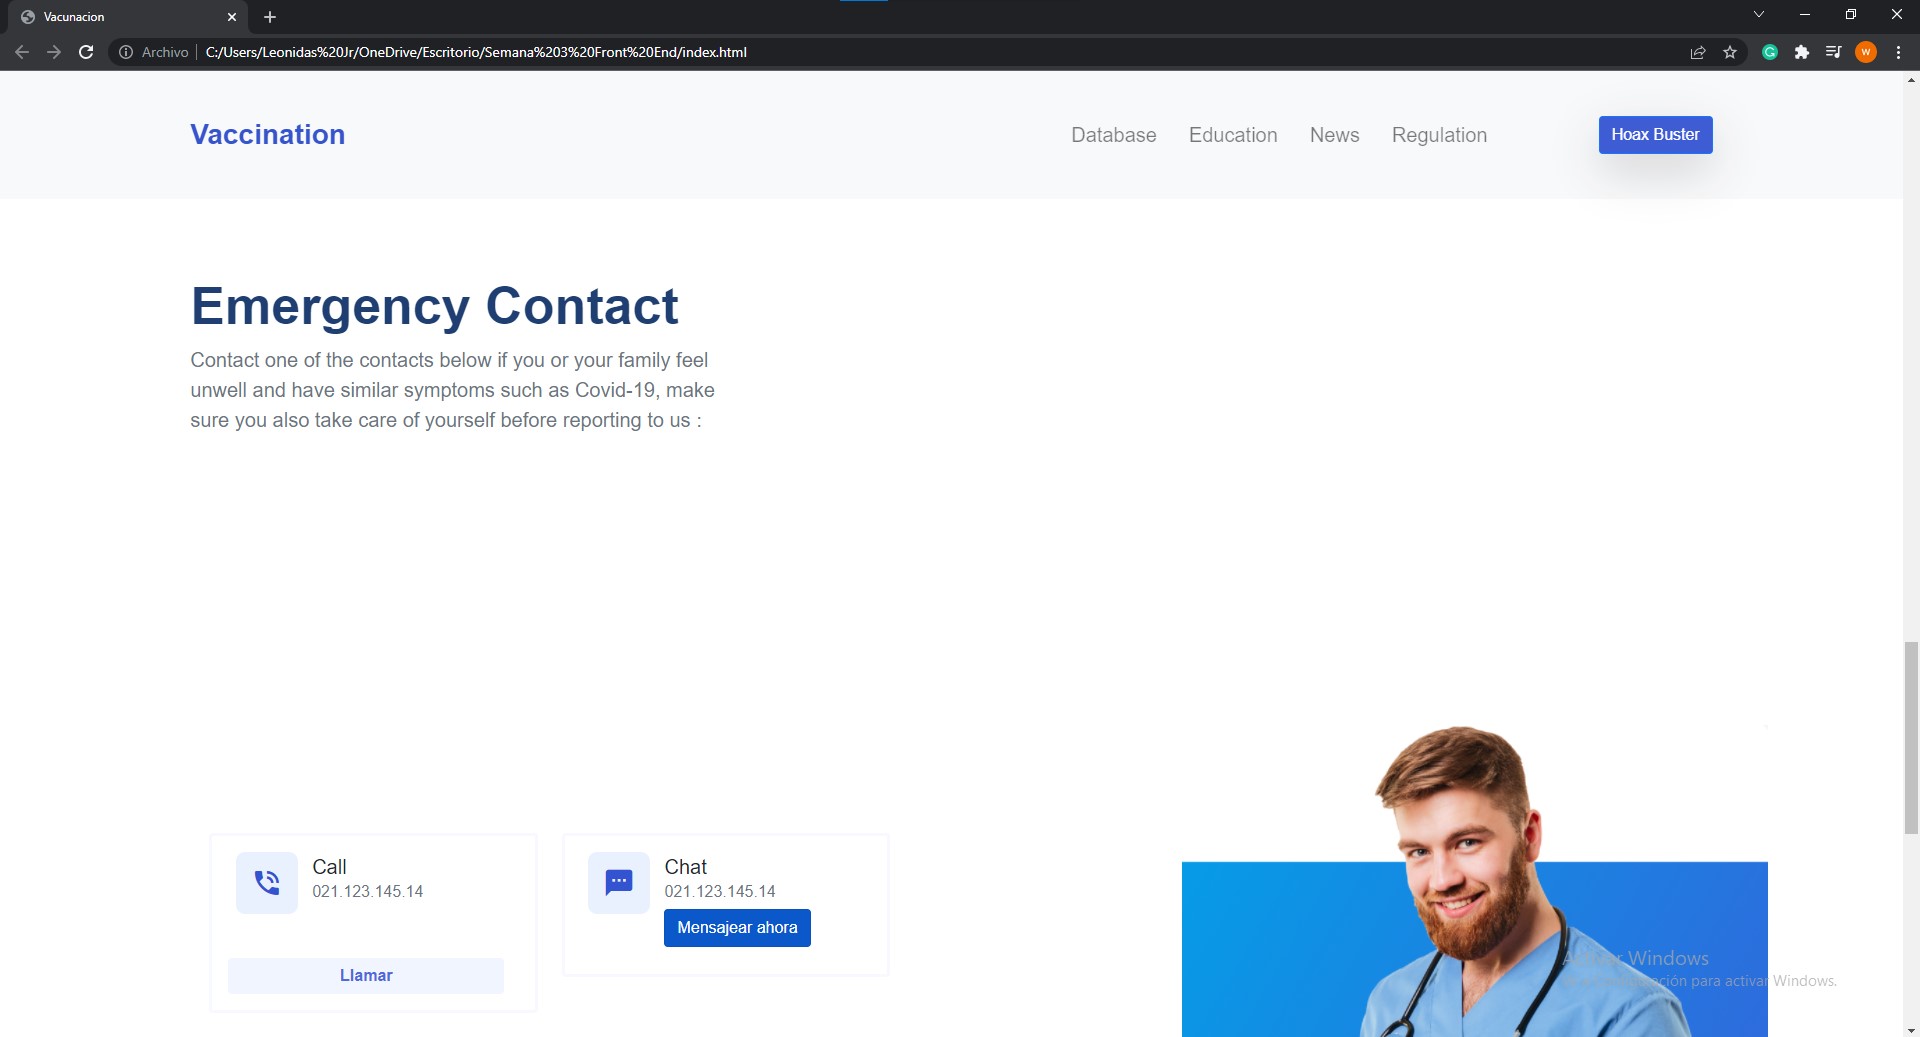 Vacunacion
Archivo
C:/Users/Leonidas%20Jr/OneDrive/Escritorio/Semana%203%20Front%20End/index.html
W
Vaccination
Database
Education
News
Regulation
Hoax Buster
Emergency Contact
Contact one of the contacts below if you or your family feel
unwell and have similar symptoms such as Covid-19, make
sure you also take care of yourself before reporting to us :
Call
021.123.145.14
Llamar
Chat
021.123.145.14
Mensajear ahora
Windows
para activar Windows.